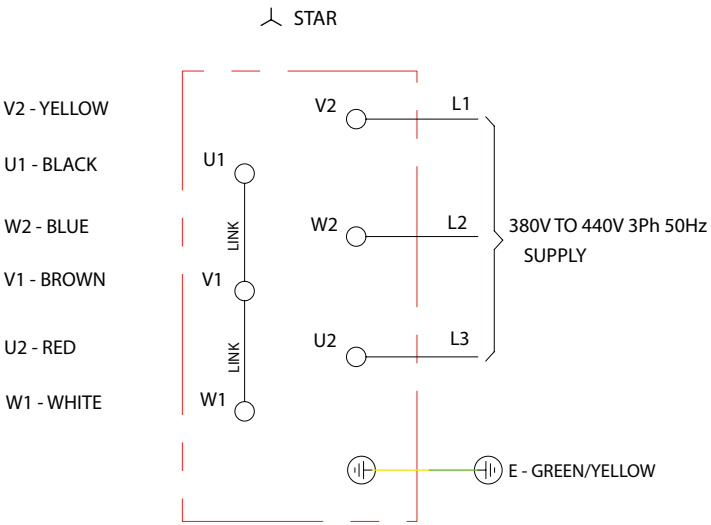 STAR
V2 - YELLOW
V2
L1
U1 - BLACK
U1
W2 - BLUE
LINK
W2
L2
380V TO 440V 3Ph 50Hz
SUPPLY
V1 - BROWN
V1
U2 - RED
LINK
U2
L3
W1 - WHITE
W1
E - GREEN/YELLOW